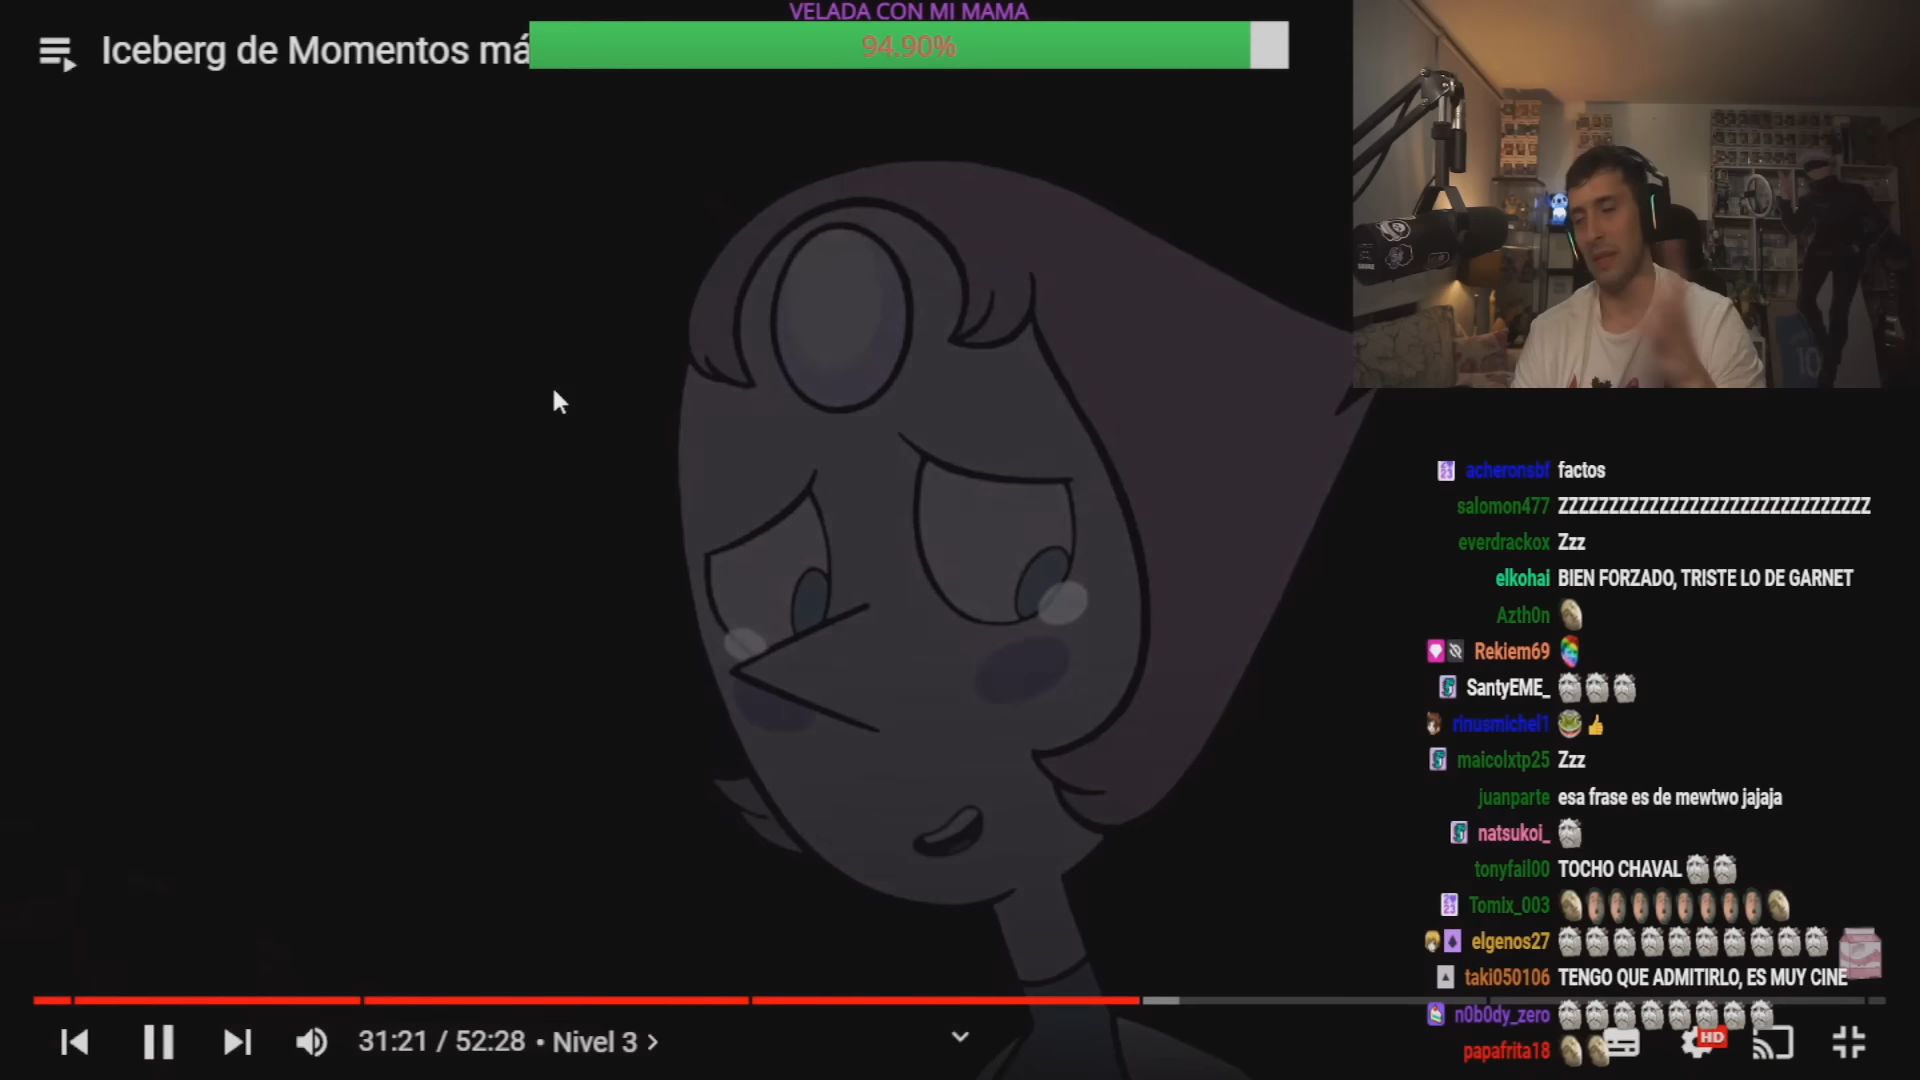 VELADA CON MI MAMA
Iceberg de Momentos má
94.90%
acheronsbf factos
salomon477 ZZZZZZZZZZZZZZZZZZZZZZZZZZZZZZZ
everdrackox Zzz
elkohai BIEN FORZADO, TRISTE LO DE GARNET
Azth0n
Rekiem69
SantyEME_
rinusmichel1
maicolxtp25 Zzz
juanparte esa frase es de mewtwo jajaja
natsukoi_
tonyfail00 TOCHO CHAVAL
Tomix_003
elgenos27
taki050106 TENGO QUE ADMITIRLO, ES MUY CINE
n0b0dy_zero
papafrita18
31:21 / 52:28 • Nivel 3 >
HD
10